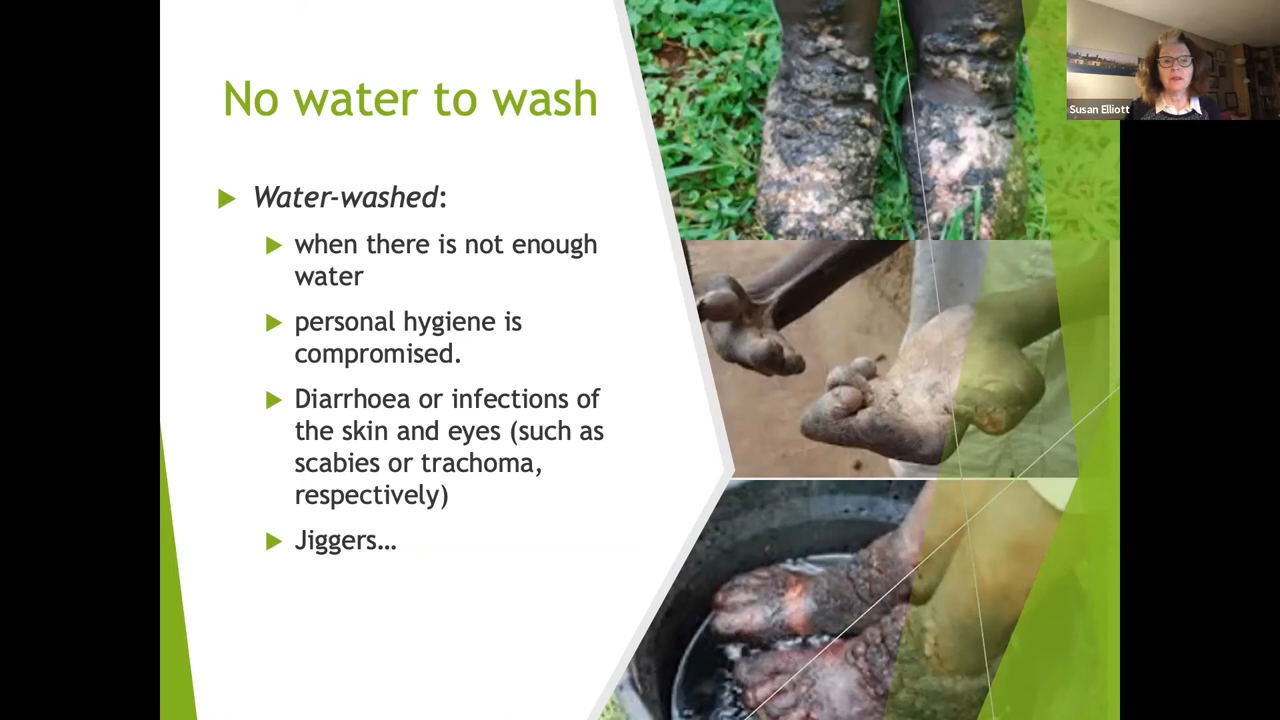 No water to wash
Susan Elliott
Water-washed:
when there is not enough
water
personal hygiene is
compromised.
Diarrhoea or infections of
the skin and eyes (such as
scabies or trachoma,
respectively)
Jiggers…